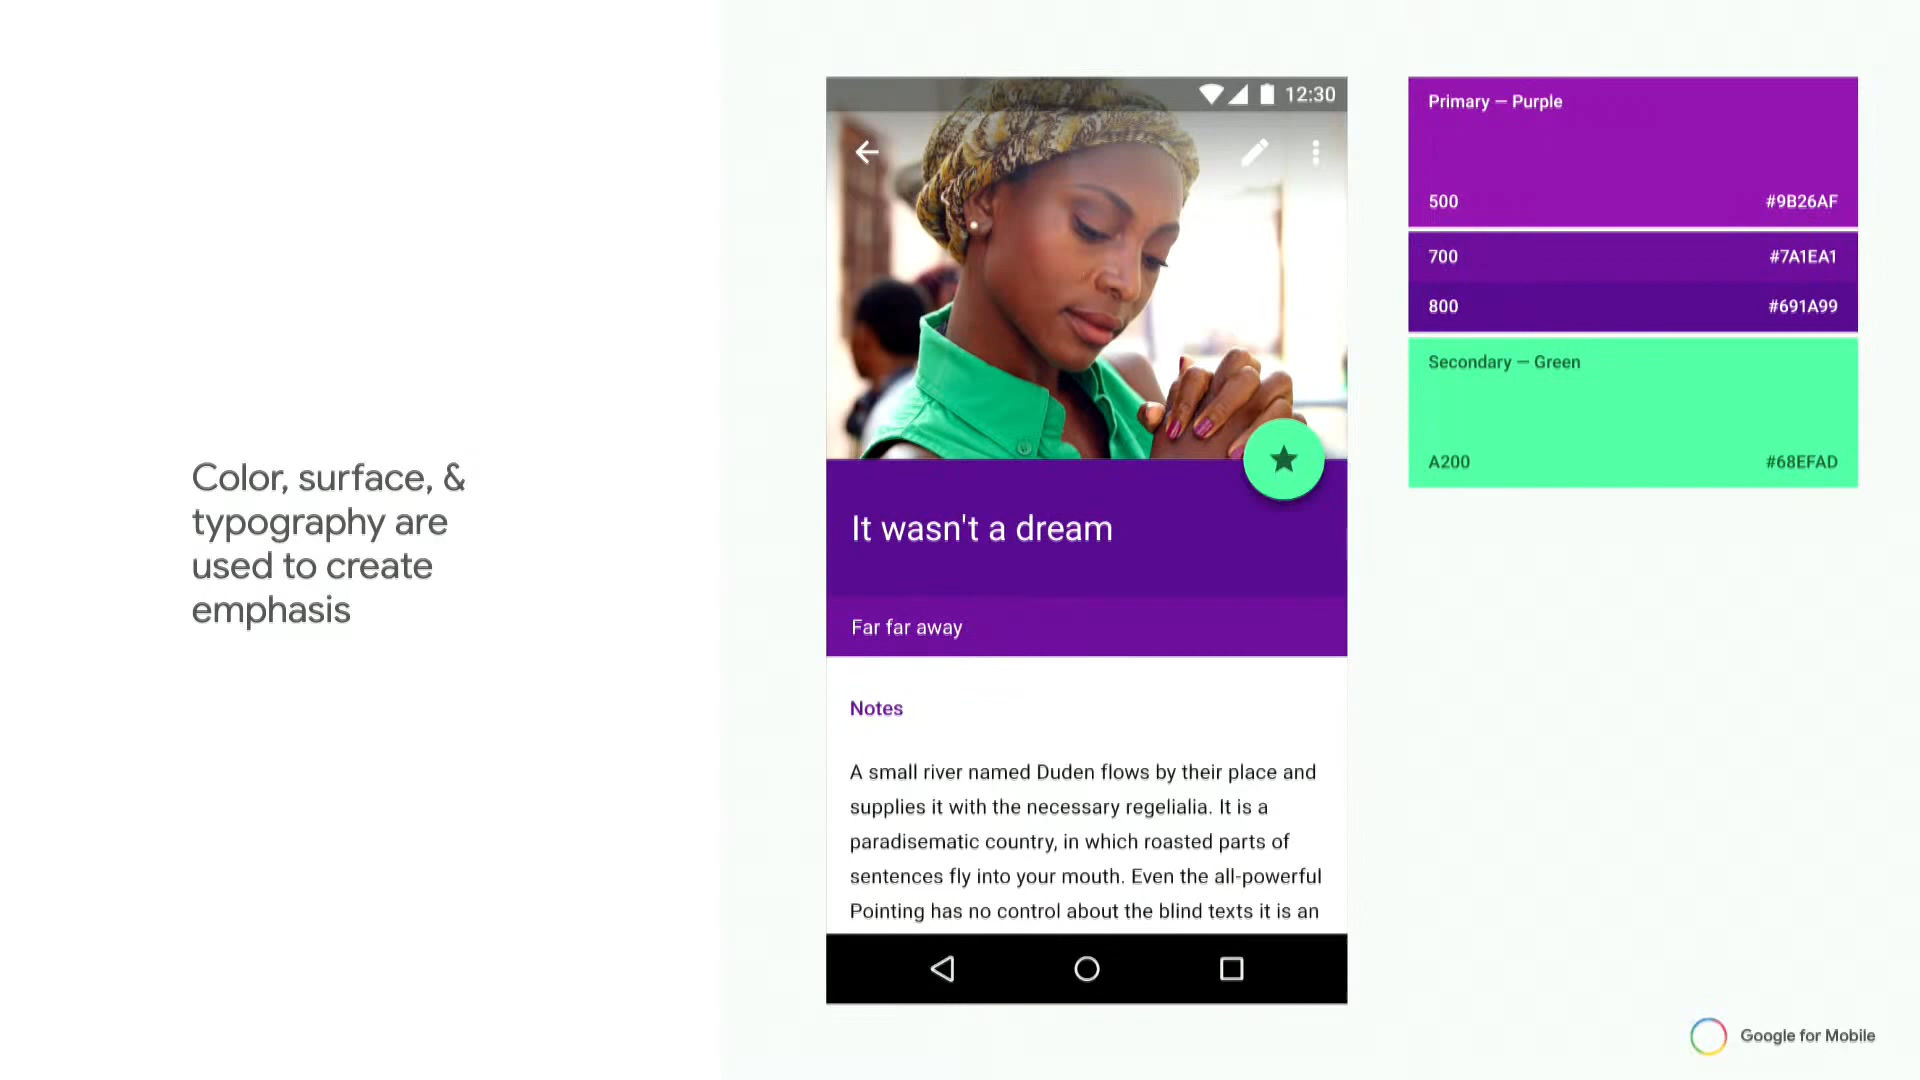 Color, surface, &
typography are
used to create
emphasis
12:30
It wasn't a dream
Far far away
Notes
A small river named Duden flows by their place and
supplies it with the necessary regelialia. It is a
paradisematic country, in which roasted parts of
sentences fly into your mouth. Even the all-powerful
Pointing has no control about the blind texts it is an
Primary — Purple
500 #9B26AF
700 #7A1EA1
800 #691A99
Secondary — Green
A200 #68EFAD
Google for Mobile